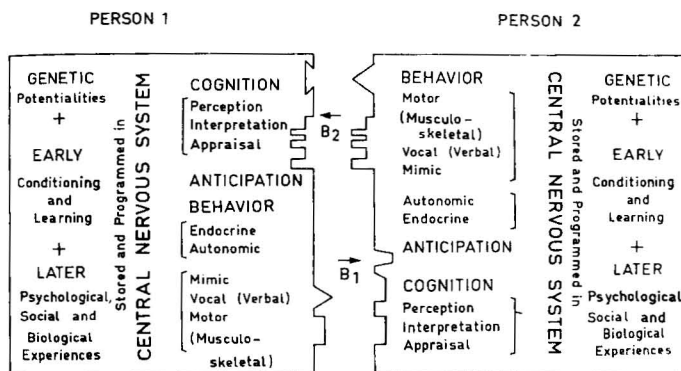 PERSON 1
GENETIC
Potentialities
+
EARLY
Conditioning
and
Learning
+
LATER
Psychological,
Social and
Biological
Experiences
Stored and Programmed in
CENTRAL NERVOUS SYSTEM
COGNITION
Perception
Interpretation
Appraisal
ANTICIPATION
BEHAVIOR
Endocrine
Autonomic
Mimic
Vocal (Verbal)
Motor
(Musculo-
skeletal)
B2
B1
PERSON 2
BEHAVIOR
Motor
(Musculo-
skeletal)
Vocal (Verbal)
Mimic
Autonomic
Endocrine
ANTICIPATION
COGNITION
Perception
Interpretation
Appraisal
CENTRAL NERVOUS SYSTEM
Stored and Programmed in
GENETIC
Potentialities
+
EARLY
Conditioning
and
Learning
+
LATER
Psychological
Social and
Biological
Experiences